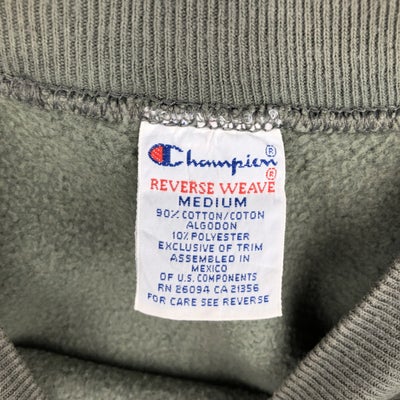 Champion®
REVERSE WEAVE®
MEDIUM
90% COTTON/COTON
ALGODON
10% POLYESTER
EXCLUSIVE OF TRIM
ASSEMBLED IN
MEXICO
OF U.S. COMPONENTS
RN 26094 CA 21356
FOR CARE SEE REVERSE